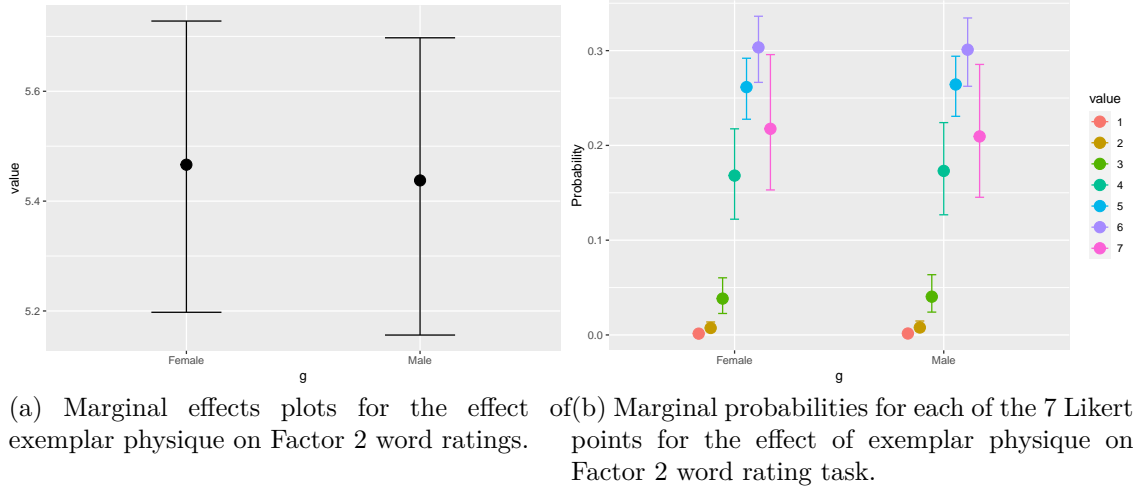 5.6
5.4
5.2
value
Female
Male
g
0.3
0.2
0.1
0.0
Probability
Female
Male
g
value
1
2
3
4
5
6
7
(a) Marginal effects plots for the effect of
exemplar physique on Factor 2 word ratings.
(b) Marginal probabilities for each of the 7 Likert
points for the effect of exemplar physique on
Factor 2 word rating task.